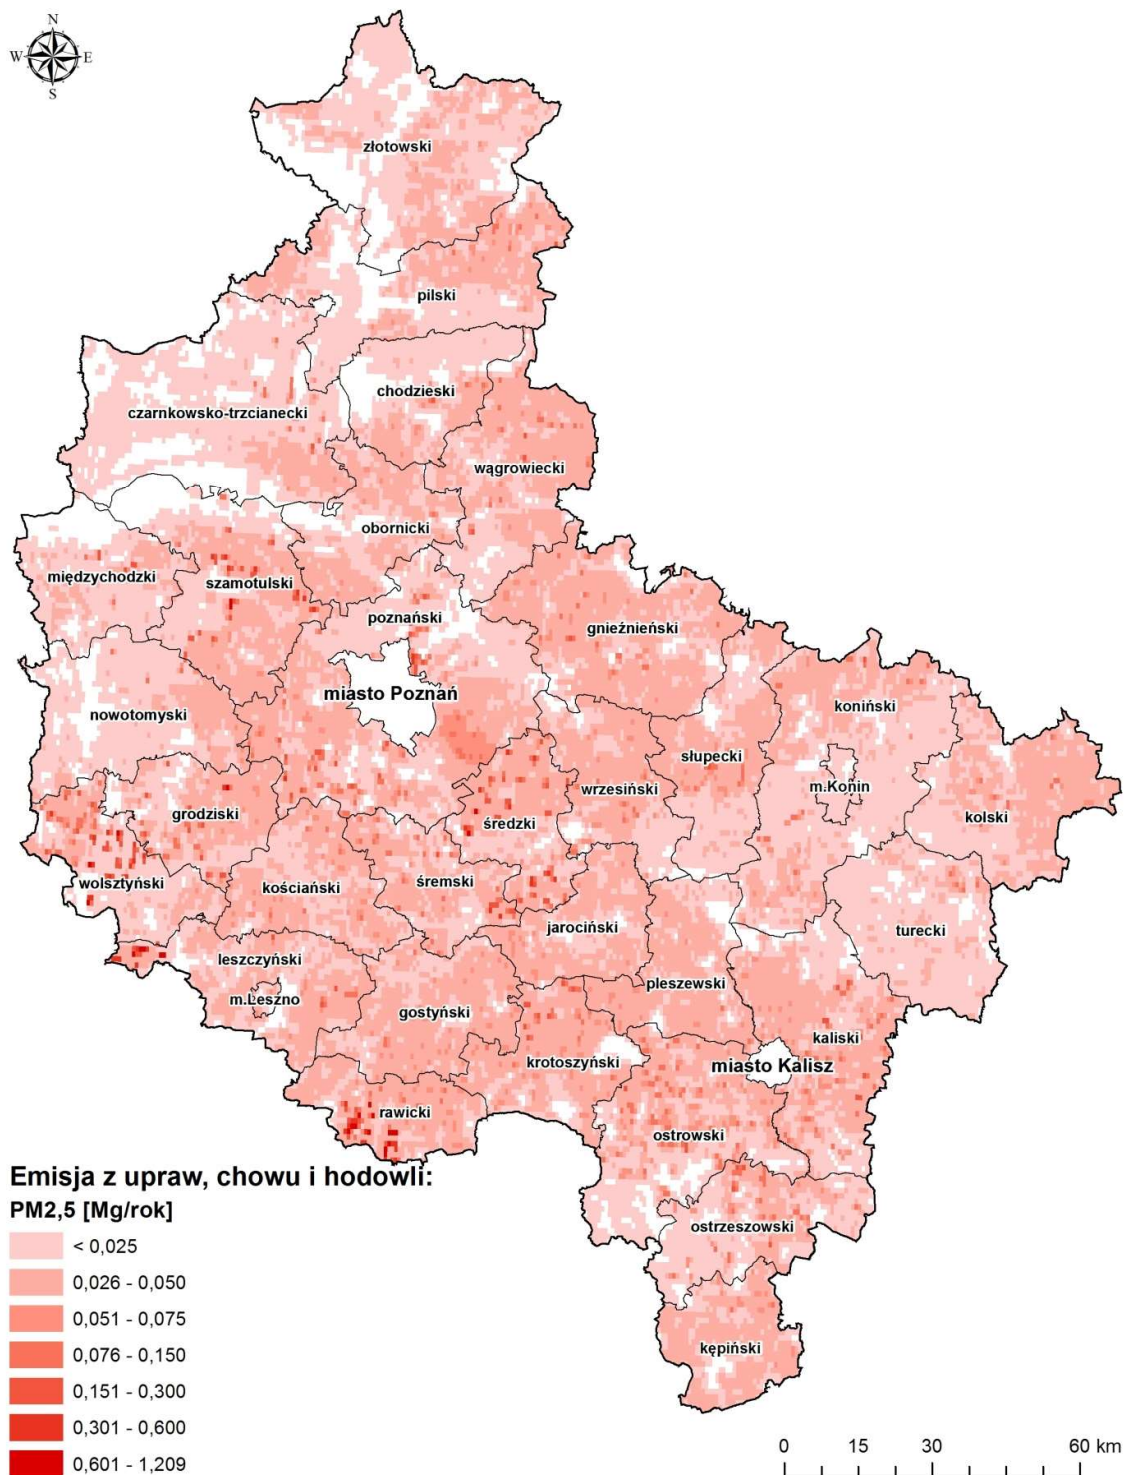 N
W E
S
złotowski
pilski
chodzieski
czarnkowsko-trzcianecki
wągrowiecki
obornicki
międzychodzki
szamotulski
poznański
gnieźnieński
miasto Poznań
nowotomyski
koniński
słupecki
m.Konin
wrzesiński
grodziski
średzki
kolski
wolsztyński
kościański
śremski
jarociński
turecki
leszczyński
pleszewski
m.Leszno
gostyński
kaliski
krotoszyński
miasto Kalisz
rawicki
ostrowski
ostrzeszowski
kępiński
Emisja z upraw, chowu i hodowli:
PM2,5 [Mg/rok]
< 0,025
0,026 - 0,050
0,051 - 0,075
0,076 - 0,150
0,151 - 0,300
0,301 - 0,600
0,601 - 1,209
0 15 30 60 km